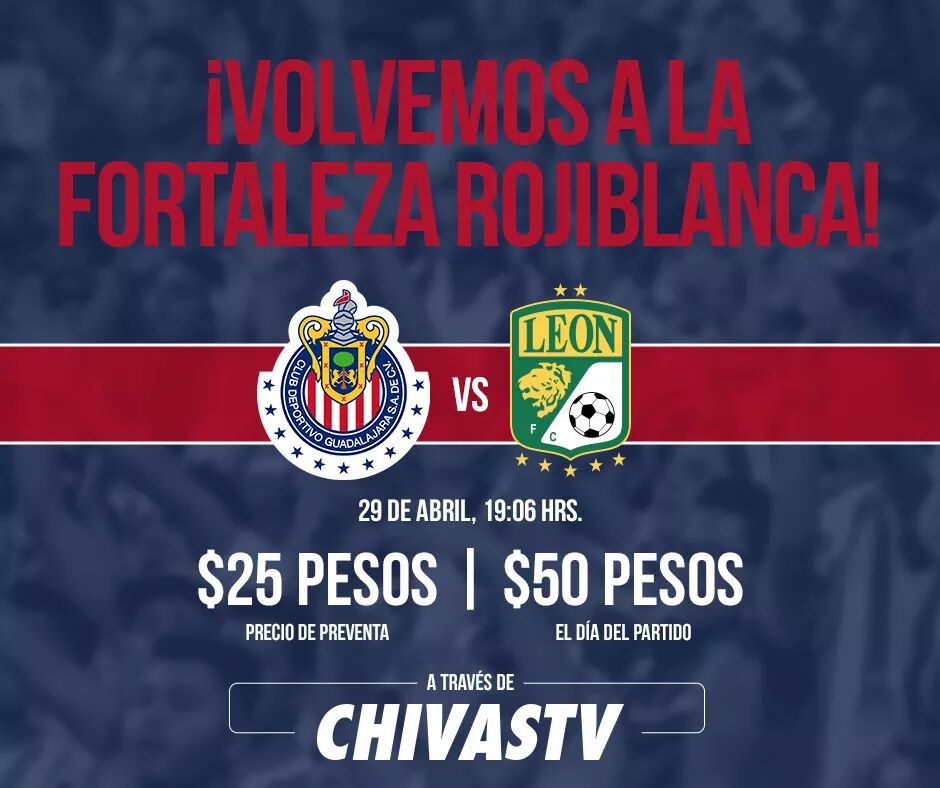 ¡VOLVEMOS A LA
FORTALEZA ROJIBLANCA!
CLUB DEPORTIVO GUADALAJARA S.A. DE C.V.
VS
LEON
F C
29 DE ABRIL, 19:06 HRS.
$25 PESOS | $50 PESOS
PRECIO DE PREVENTA EL DÍA DEL PARTIDO
A TRAVÉS DE
CHIVASTV